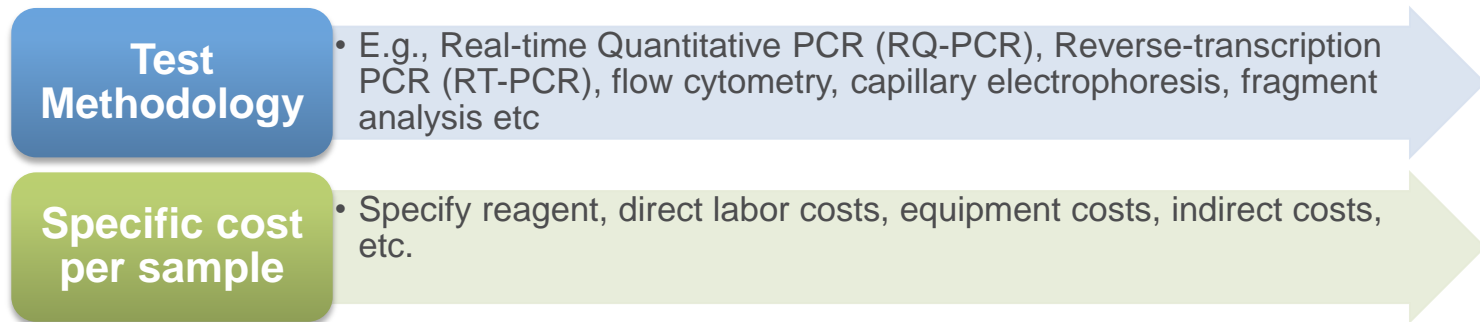 Test
Methodology
• E.g., Real-time Quantitative PCR (RQ-PCR), Reverse-transcription
PCR (RT-PCR), flow cytometry, capillary electrophoresis, fragment
analysis etc
Specific cost
per sample
• Specify reagent, direct labor costs, equipment costs, indirect costs,
etc.